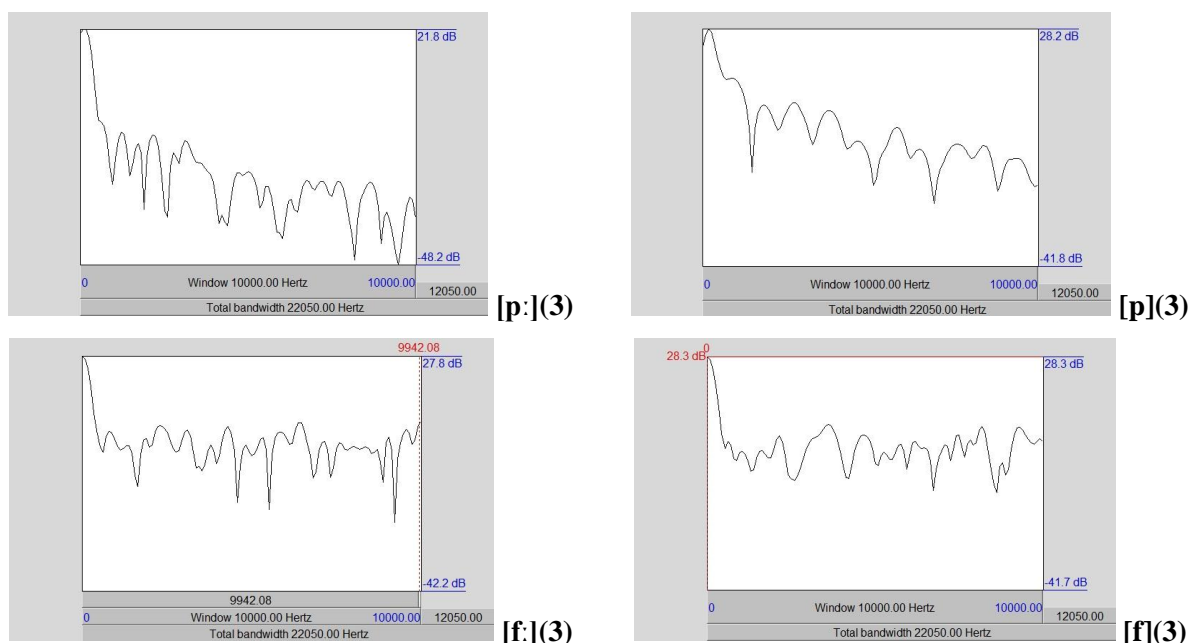 21.8 dB
-48.2 dB
0 Window 10000.00 Hertz 10000.00
12050.00
Total bandwidth 22050.00 Hertz
[pː](3)
28.2 dB
-41.8 dB
0 Window 10000.00 Hertz 10000.00
12050.00
Total bandwidth 22050.00 Hertz
[p](3)
9942.08
27.8 dB
-42.2 dB
9942.08
0 Window 10000.00 Hertz 10000.00
12050.00
Total bandwidth 22050.00 Hertz
[fː](3)
0
28.3 dB
28.3 dB
-41.7 dB
0 Window 10000.00 Hertz 10000.00
12050.00
Total bandwidth 22050.00 Hertz
[f](3)